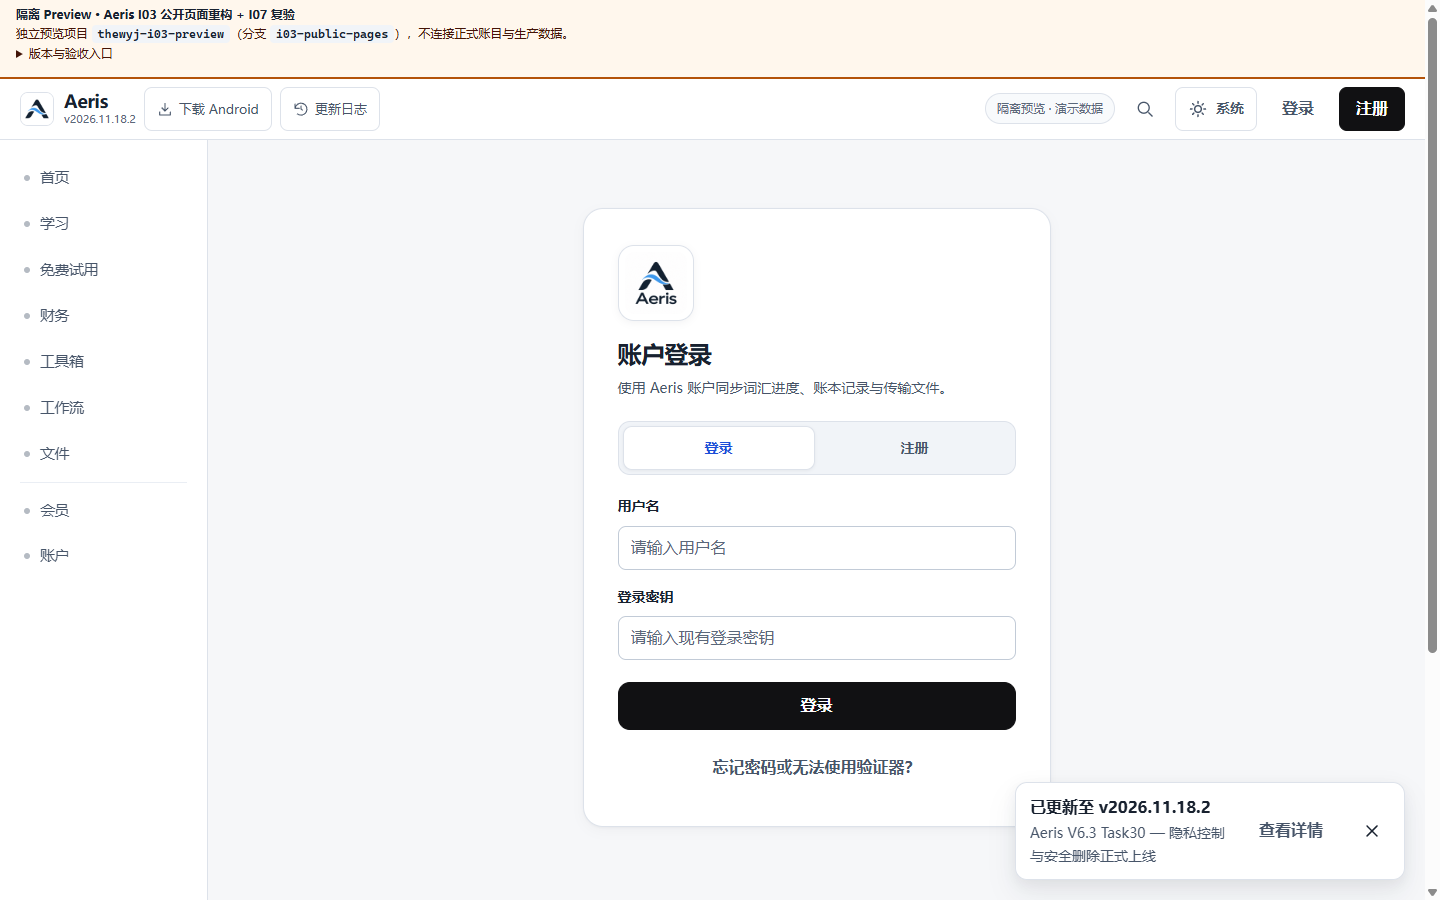 隔离 Preview • Aeris I03 公开页面重构 + I07 复验
独立预览项目 thewyj-i03-preview （分支 i03-public-pages ），不连接正式账目与生产数据。
▶ 版本与验收入口
Aeris
v2026.11.18.2
下载 Android
更新日志
隔离预览 · 演示数据
系统
登录
注册
首页
学习
免费试用
财务
工具箱
工作流
文件
会员
账户
Aeris
账户登录
使用 Aeris 账户同步词汇进度、账本记录与传输文件。
登录
注册
用户名
请输入用户名
登录密钥
请输入现有登录密钥
登录
忘记密码或无法使用验证器?
已更新至 v2026.11.18.2
Aeris V6.3 Task30 — 隐私控制
与安全删除正式上线
查看详情